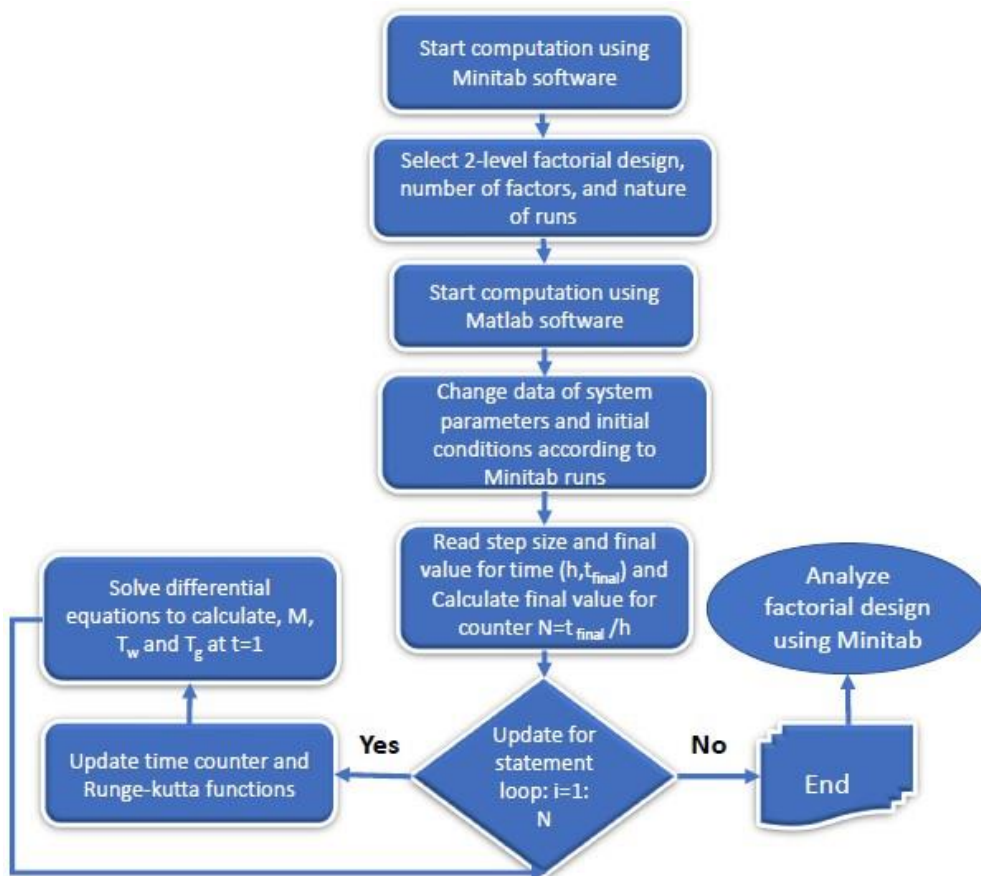 Start computation using
Minitab software
Select 2-level factorial design,
number of factors, and nature
of runs
Start computation using
Matlab software
Change data of system
parameters and initial
conditions according to
Minitab runs
Read step size and final
value for time (h,t_final) and
Calculate final value for
counter N=t_final /h
Update for
statement
loop: i=1:
N
Yes
Update time counter and
Runge-kutta functions
Solve differential
equations to calculate, M,
T_w and T_g at t=1
No
End
Analyze
factorial design
using Minitab